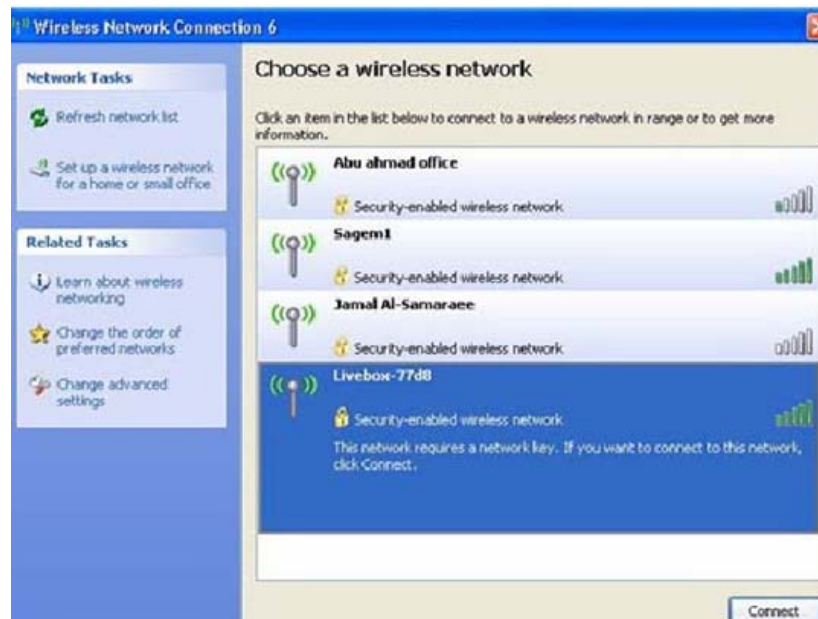 Wireless Network Connection 6
Network Tasks
Refresh network list
Set up a wireless network
for a home or small office
Related Tasks
Learn about wireless
networking
Change the order of
preferred networks
Change advanced
settings
Choose a wireless network
Click an item in the list below to connect to a wireless network in range or to get more
information.
Abu ahmad office
Security-enabled wireless network
Sagem1
Security-enabled wireless network
Jamal Al-Samaraee
Security-enabled wireless network
Livebox-77d8
Security-enabled wireless network
This network requires a network key. If you want to connect to this network,
click Connect.
Connect